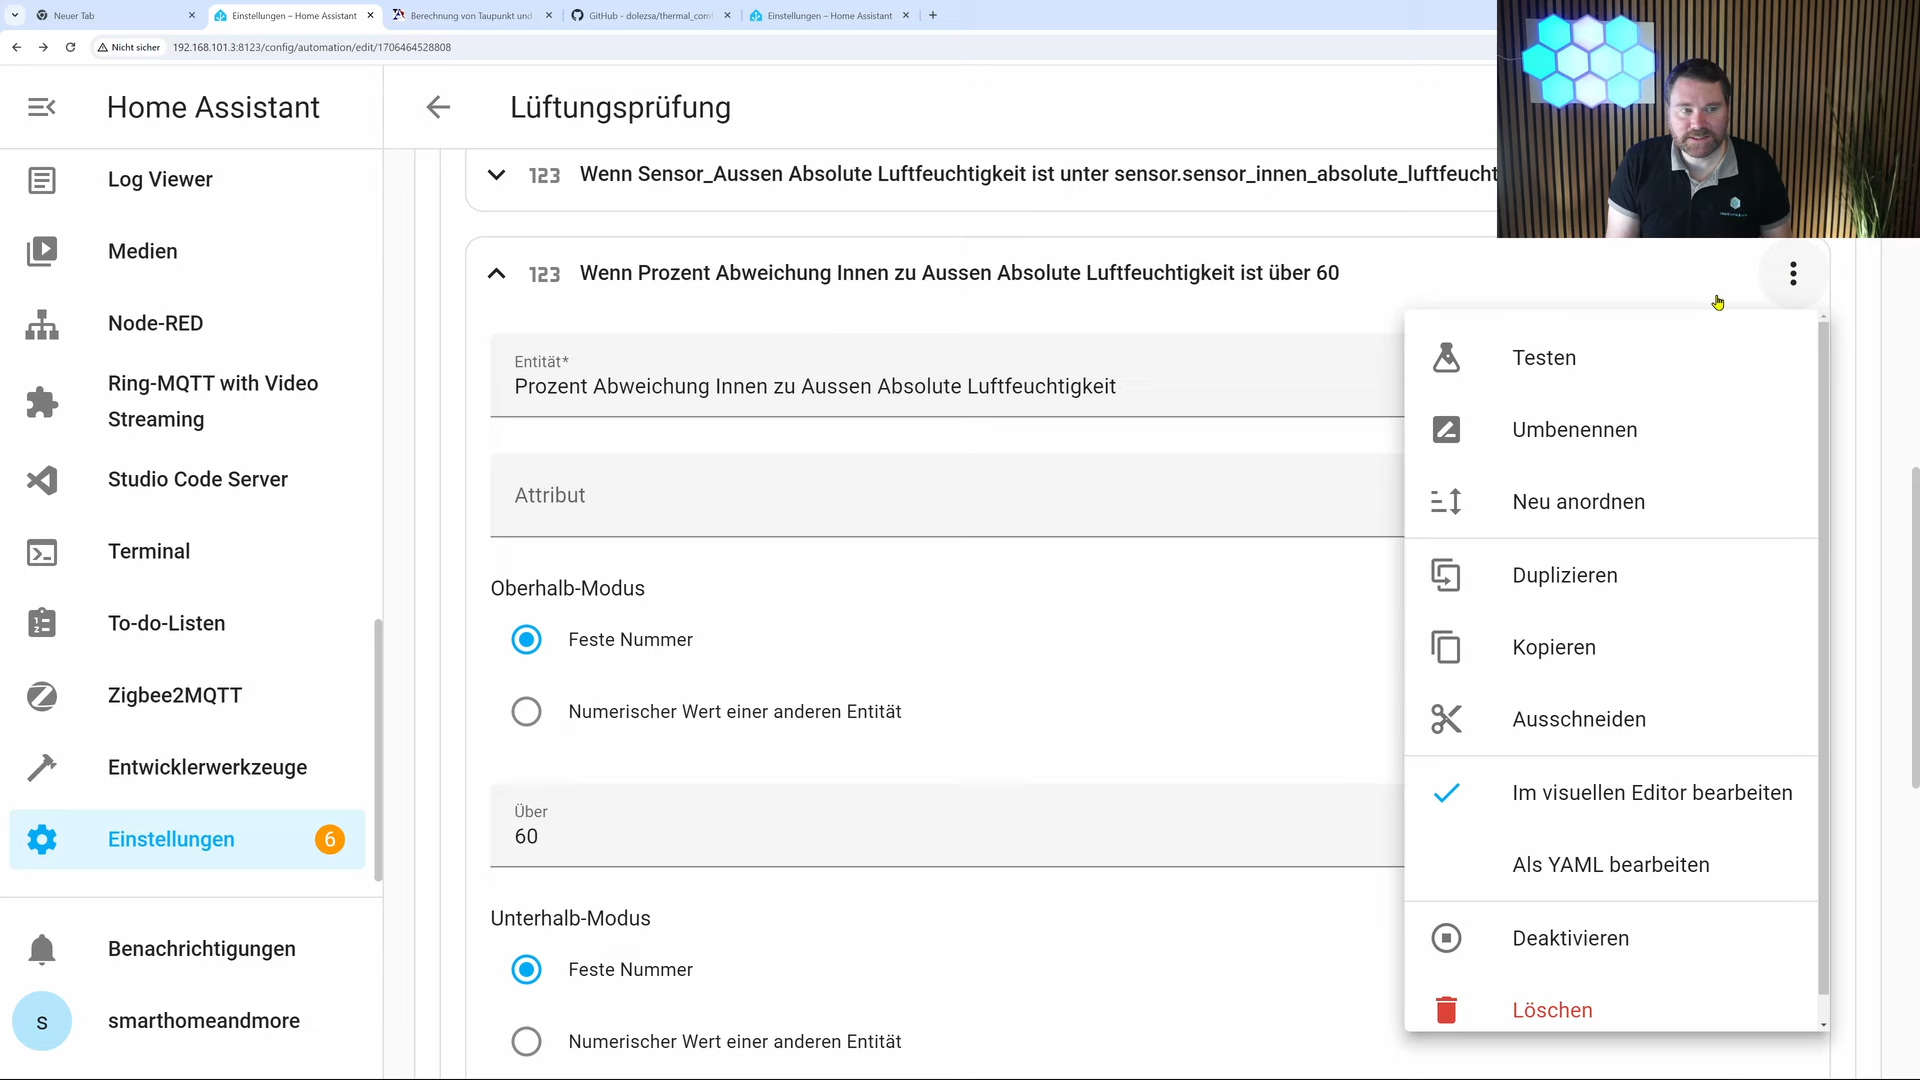 Neuer Tab
Einstellungen – Home Assistant
Berechnung von Taupunkt und
GitHub - dolezsa/thermal_com
Einstellungen – Home Assistant
Nicht sicher
192.168.101.3:8123/config/automation/edit/1706464528808
Home Assistant
Lüftungsprüfung
Log Viewer
Medien
Node-RED
Ring-MQTT with Video
Streaming
Studio Code Server
Terminal
To-do-Listen
Zigbee2MQTT
Entwicklerwerkzeuge
Einstellungen
6
Benachrichtigungen
s
smarthomeandmore
123
Wenn Sensor_Aussen Absolute Luftfeuchtigkeit ist unter sensor.sensor_innen_absolute_luftfeucht
123
Wenn Prozent Abweichung Innen zu Aussen Absolute Luftfeuchtigkeit ist über 60
Entität*
Prozent Abweichung Innen zu Aussen Absolute Luftfeuchtigkeit
Attribut
Oberhalb-Modus
Feste Nummer
Numerischer Wert einer anderen Entität
Über
60
Unterhalb-Modus
Feste Nummer
Numerischer Wert einer anderen Entität
Testen
Umbenennen
Neu anordnen
Duplizieren
Kopieren
Ausschneiden
Im visuellen Editor bearbeiten
Als YAML bearbeiten
Deaktivieren
Löschen